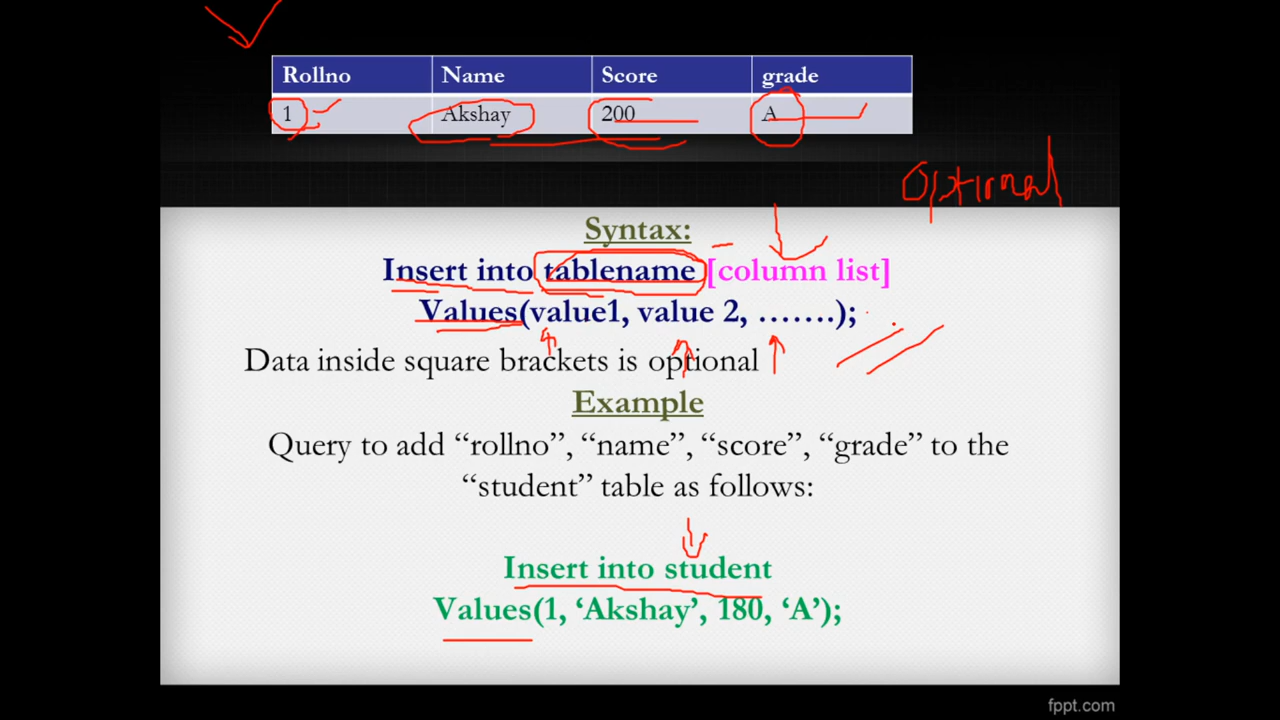 Rollno Name Score grade
1 Akshay 200 A
optional
Syntax:
Insert into tablename [column list]
Values(value1, value 2, …….);
Data inside square brackets is optional
Example
Query to add “rollno”, “name”, “score”, “grade” to the
“student” table as follows:
Insert into student
Values(1, ‘Akshay’, 180, ‘A’);
fppt.com